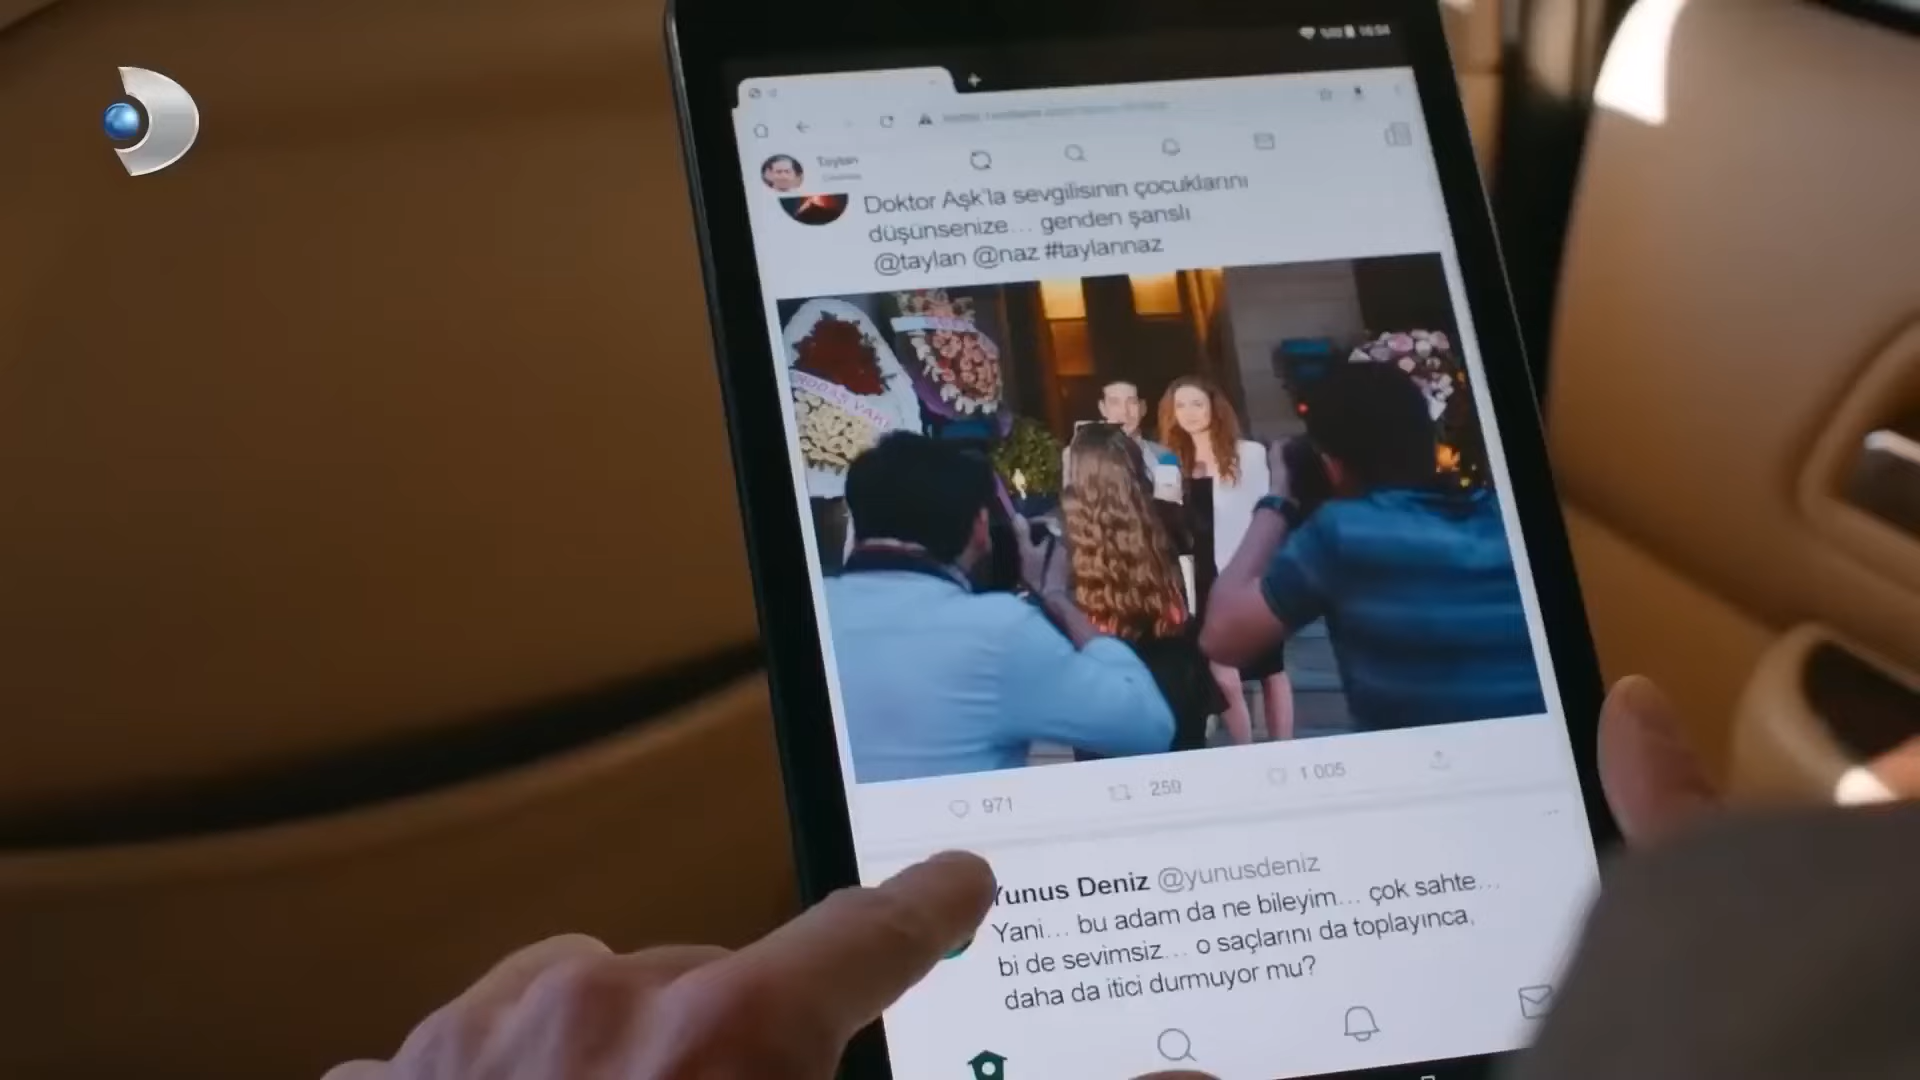 16:54
Taylan
Doktor Aşk'la sevgilisinin çocuklarını
düşünsenize... genden şanslı
@taylan @naz #taylannaz
971
259
1 005
Yunus Deniz @yunusdeniz
Yani... bu adam da ne bileyim... çok sahte...
bi de sevimsiz... o saçlarını da toplayınca,
daha da itici durmuyor mu?